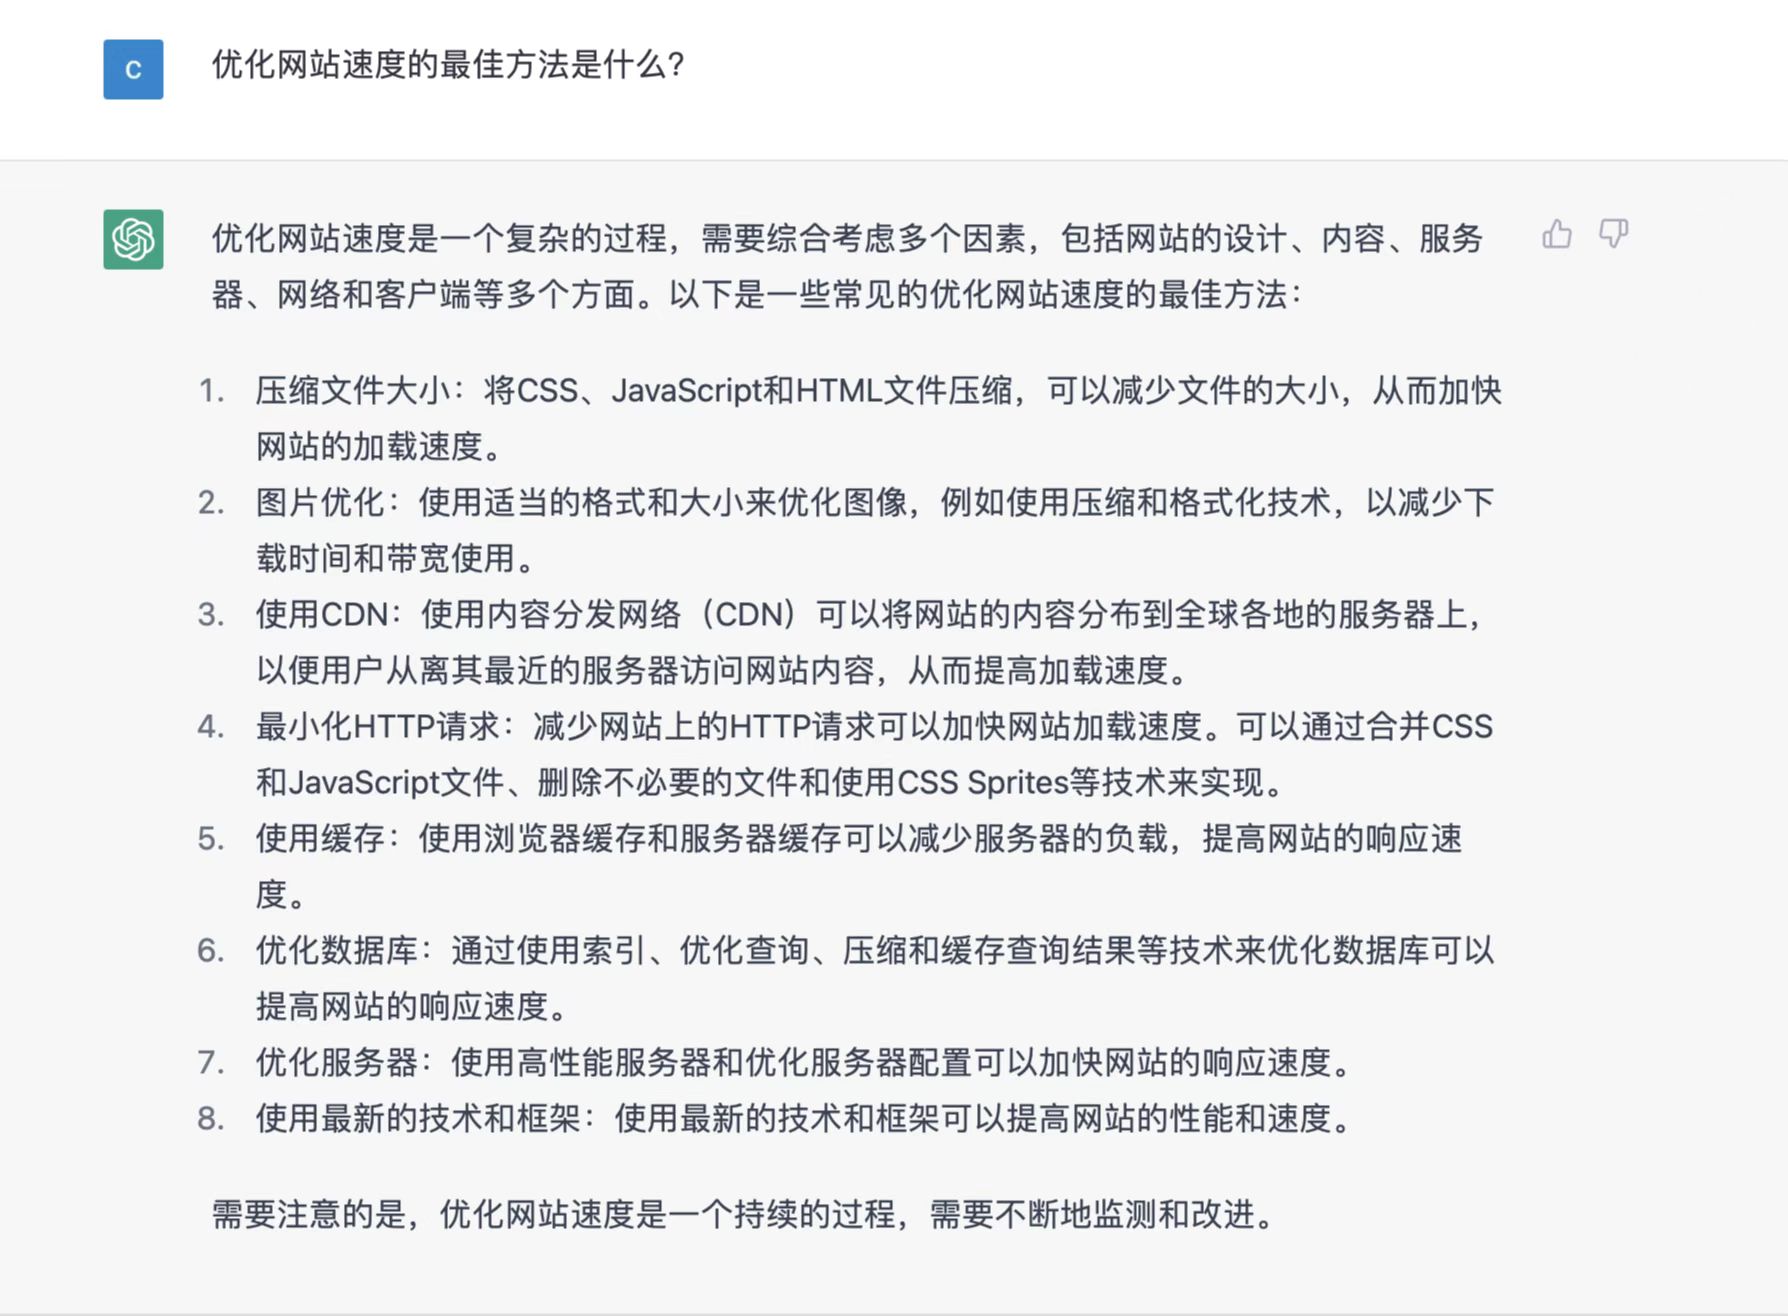 C
优化网站速度的最佳方法是什么?
优化网站速度是一个复杂的过程，需要综合考虑多个因素，包括网站的设计、内容、服务
器、网络和客户端等多个方面。以下是一些常见的优化网站速度的最佳方法：
1. 压缩文件大小：将CSS、JavaScript和HTML文件压缩，可以减少文件的大小，从而加快
网站的加载速度。
2. 图片优化：使用适当的格式和大小来优化图像，例如使用压缩和格式化技术，以减少下
载时间和带宽使用。
3. 使用CDN：使用内容分发网络（CDN）可以将网站的内容分布到全球各地的服务器上，
以便用户从离其最近的服务器访问网站内容，从而提高加载速度。
4. 最小化HTTP请求：减少网站上的HTTP请求可以加快网站加载速度。可以通过合并CSS
和JavaScript文件、删除不必要的文件和使用CSS Sprites等技术来实现。
5. 使用缓存：使用浏览器缓存和服务器缓存可以减少服务器的负载，提高网站的响应速
度。
6. 优化数据库：通过使用索引、优化查询、压缩和缓存查询结果等技术来优化数据库可以
提高网站的响应速度。
7. 优化服务器：使用高性能服务器和优化服务器配置可以加快网站的响应速度。
8. 使用最新的技术和框架：使用最新的技术和框架可以提高网站的性能和速度。
需要注意的是，优化网站速度是一个持续的过程，需要不断地监测和改进。